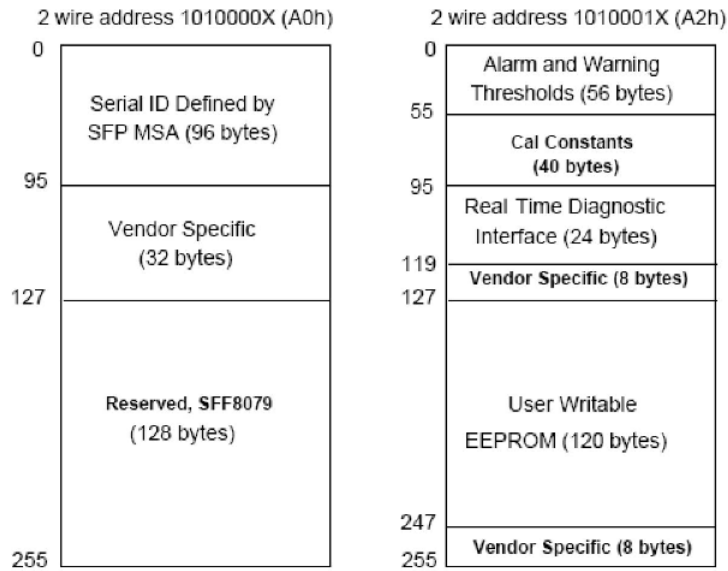 2 wire address 1010000X (A0h)
0
Serial ID Defined by
SFP MSA (96 bytes)
95
Vendor Specific
(32 bytes)
127
Reserved, SFF8079
(128 bytes)
255
2 wire address 1010001X (A2h)
0
Alarm and Warning
Thresholds (56 bytes)
55
Cal Constants
(40 bytes)
95
Real Time Diagnostic
Interface (24 bytes)
119
Vendor Specific (8 bytes)
127
User Writable
EEPROM (120 bytes)
247
Vendor Specific (8 bytes)
255